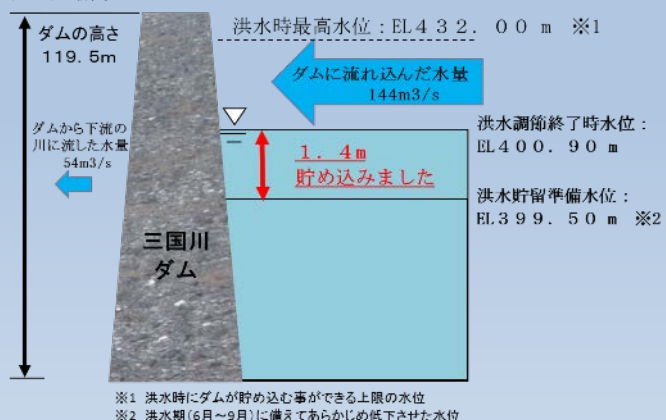 ダムの高さ
119.5m
洪水時最高水位：EL432.00m ※1
ダムに流れ込んだ水量
144m3/s
ダムから下流の
川に流した水量
54m3/s
1.4m
貯め込みました
洪水調節終了時水位：
EL400.90m
洪水貯留準備水位：
EL399.50m ※2
三国川
ダム
※1 洪水時にダムが貯め込む事ができる上限の水位
※2 洪水期(6月～9月)に備えてあらかじめ低下させた水位